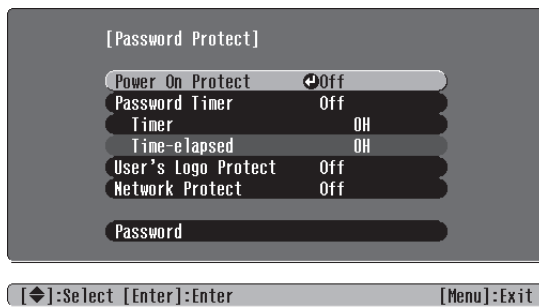 [Password Protect]
Power On Protect Off
Password Timer Off
Timer 0H
Time-elapsed 0H
User's Logo Protect Off
Network Protect Off
Password
[◆]:Select [Enter]:Enter [Menu]:Exit